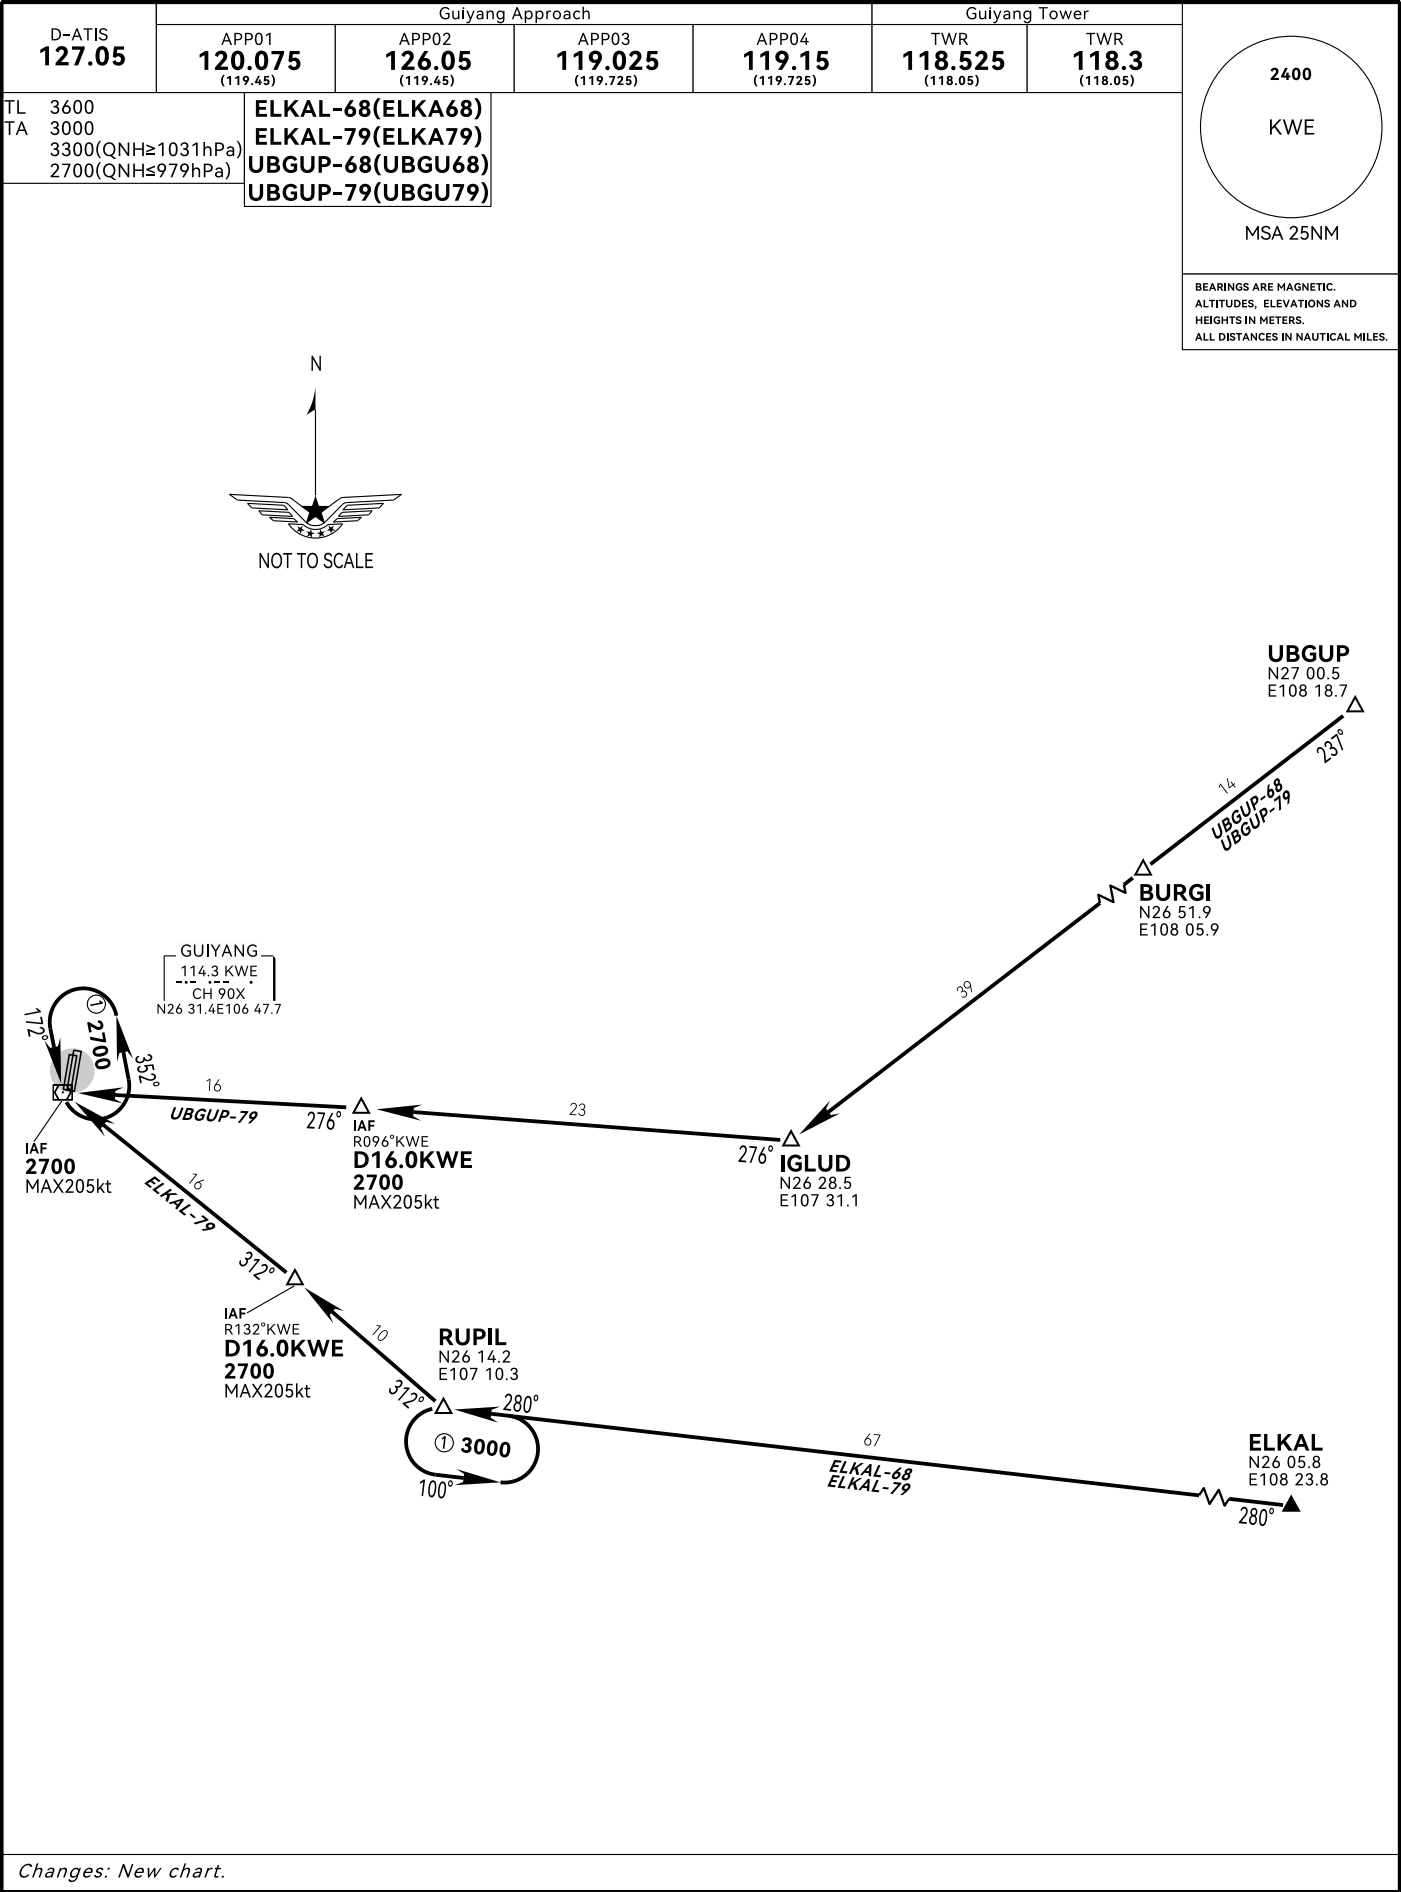 D-ATIS
127.05
Guiyang Approach
APP01
120.075
(119.45)
APP02
126.05
(119.45)
APP03
119.025
(119.725)
APP04
119.15
(119.725)
Guiyang Tower
TWR
118.525
(118.05)
TWR
118.3
(118.05)
TL 3600
TA 3000
3300(QNH≥1031hPa)
2700(QNH≤979hPa)
ELKAL-68(ELKA68)
ELKAL-79(ELKA79)
UBGUP-68(UBGU68)
UBGUP-79(UBGU79)
2400
KWE
MSA 25NM
BEARINGS ARE MAGNETIC.
ALTITUDES, ELEVATIONS AND
HEIGHTS IN METERS.
ALL DISTANCES IN NAUTICAL MILES.
N
NOT TO SCALE
UBGUP
N27 00.5
E108 18.7
237°
14
UBGUP-68
UBGUP-79
BURGI
N26 51.9
E108 05.9
39
GUIYANG
114.3 KWE
CH 90X
N26 31.4E106 47.7
172°
① 2700
352°
16
UBGUP-79
276°
IAF
R096°KWE
D16.0KWE
2700
MAX205kt
23
276°
IGLUD
N26 28.5
E107 31.1
IAF
2700
MAX205kt
16
ELKAL-79
312°
IAF
R132°KWE
D16.0KWE
2700
MAX205kt
10
312°
RUPIL
N26 14.2
E107 10.3
280°
① 3000
100°
67
ELKAL-68
ELKAL-79
ELKAL
N26 05.8
E108 23.8
280°
Changes: New chart.